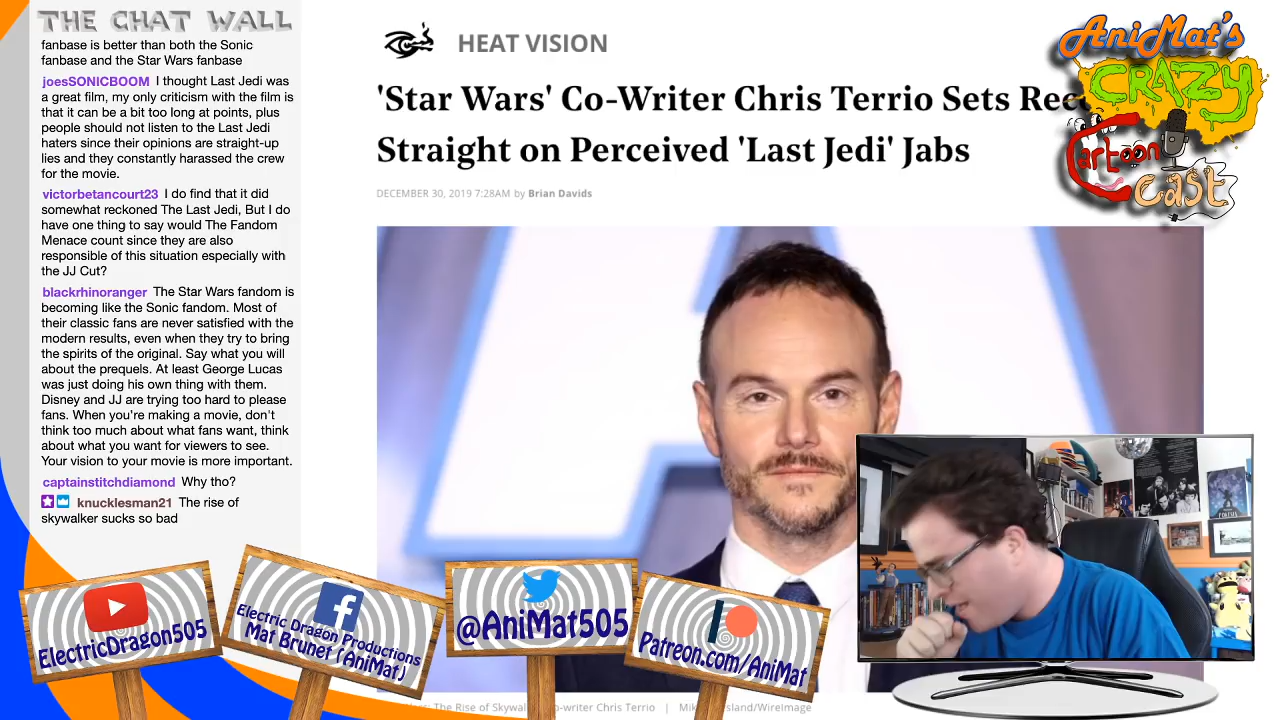 THE CHAT WALL
fanbase is better than both the Sonic
fanbase and the Star Wars fanbase
joesSONICBOOM I thought Last Jedi was
a great film, my only criticism with the film is
that it can be a bit too long at points, plus
people should not listen to the Last Jedi
haters since their opinions are straight-up
lies and they constantly harassed the crew
for the movie.
victorbetancourt23 I do find that it did
somewhat reckoned The Last Jedi, But I do
have one thing to say would The Fandom
Menace count since they are also
responsible of this situation especially with
the JJ Cut?
blackrhinoranger The Star Wars fandom is
becoming like the Sonic fandom. Most of
their classic fans are never satisfied with the
modern results, even when they try to bring
the spirits of the original. Say what you will
about the prequels. At least George Lucas
was just doing his own thing with them.
Disney and JJ are trying too hard to please
fans. When you're making a movie, don't
think too much about what fans want, think
about what you want for viewers to see.
Your vision to your movie is more important.
captainstitchdiamond Why tho?
knucklesman21 The rise of
skywalker sucks so bad
HEAT VISION
'Star Wars' Co-Writer Chris Terrio Sets
Straight on Perceived 'Last Jedi' Jabs
DECEMBER 30, 2019 7:28AM by Brian Davids
AniMat's
CRAZY
Cartoon
Cast
ElectricDragon505
Electric Dragon Productions
Mat Brunet (AniMat)
@AniMat505
Patreon.com/AniMat
The Rise of
Chris Terrio |